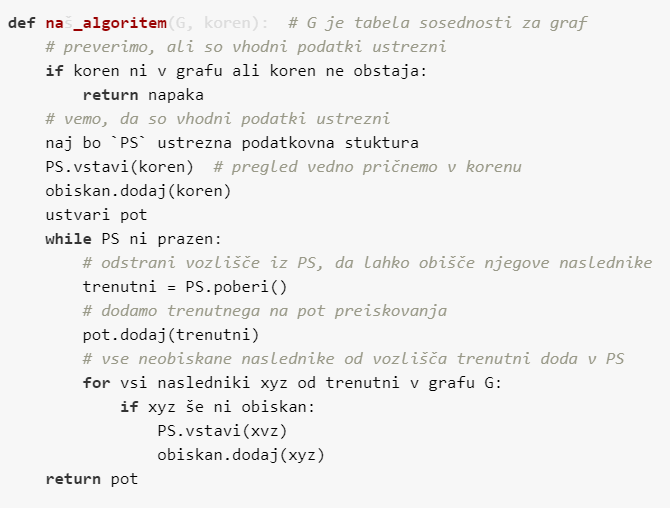 def naš_algoritem(G, koren):  # G je tabela sosednosti za graf
    # preverimo, ali so vhodni podatki ustrezni
    if koren ni v grafu ali koren ne obstaja:
        return napaka
    # vemo, da so vhodni podatki ustrezni
    naj bo `PS` ustrezna podatkovna stuktura
    PS.vstavi(koren)  # pregled vedno pričnemo v korenu
    obiskan.dodaj(koren)
    ustvari pot
    while PS ni prazen:
        # odstrani vozlišče iz PS, da lahko obišče njegove naslednike
        trenutni = PS.poberi()
        # dodamo trenutnega na pot preiskovanja
        pot.dodaj(trenutni)
        # vse neobiskane naslednike od vozlišča trenutni doda v PS
        for vsi nasledniki xyz od trenutni v grafu G:
            if xyz še ni obiskan:
                PS.vstavi(xvz)
                obiskan.dodaj(xyz)
    return pot